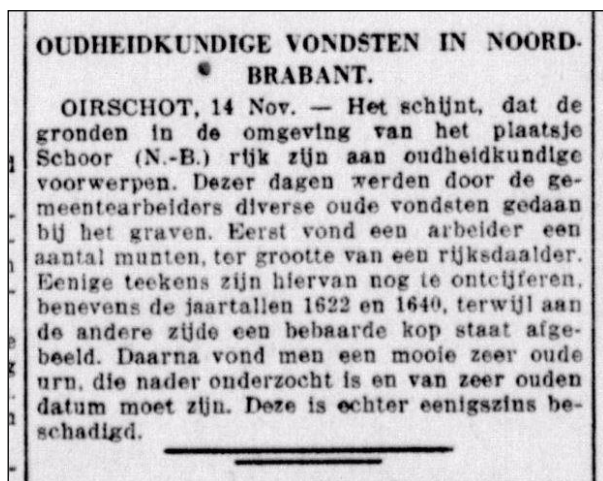 OUDHEIDKUNDIGE VONDSTEN IN NOORD-
BRABANT.
OIRSCHOT, 14 Nov. — Het schijnt, dat de
gronden in de omgeving van het plaatsje
Schoor (N.-B.) rijk zijn aan oudheidkundige
voorwerpen. Dezer dagen werden door de ge-
meentearbeiders diverse oude vondsten gedaan
bij het graven. Eerst vond een arbeider een
aantal munten, ter grootte van een rijksdaalder.
Eenige teekens zijn hiervan nog te ontcijferen,
benevens de jaartallen 1622 en 1640, terwijl aan
de andere zijde een bebaarde kop staat afge-
beeld. Daarna vond men een mooie zeer oude
urn, die nader onderzocht is en van zeer ouden
datum moet zijn. Deze is echter eenigszins be-
schadigd.